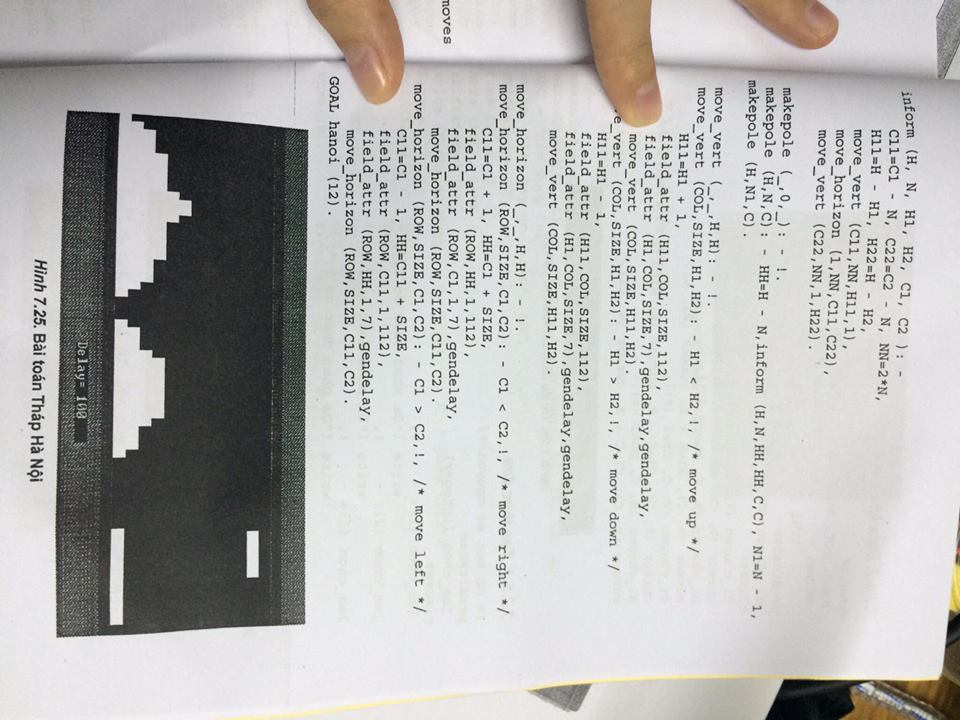 inform (H, N, H1, H2, C1, C2 ): -
C11=C1 - N, C22=C2 - N, NN=2*N,
H11=H - H1, H22=H - H2,
move_vert (C11,NN,H11,1),
move_horizon (1,NN,C11,C22),
move_vert (C22,NN,1,H22).
makepole (_,0,_): - !.
makepole (H,N,C): - HH=H - N,inform (H,N,HH,HH,C,C), N1=N - 1,
makepole (H,N1,C).
move_vert (_,_,H,H): - !.
move_vert (COL,SIZE,H1,H2): - H1 < H2,!, /* move up */
H11=H1 + 1,
field_attr (H11,COL,SIZE,112),
field_attr (H1,COL,SIZE,7),gendelay,gendelay,
move_vert (COL,SIZE,H11,H2).
e_vert (COL,SIZE,H1,H2): - H1 > H2,!, /* move down */
H11=H1 - 1,
field_attr (H11,COL,SIZE,112),
field_attr (H1,COL,SIZE,7),gendelay,gendelay,
move_vert (COL,SIZE,H11,H2).
move_horizon (_,_,H,H): - !.
move_horizon (ROW,SIZE,C1,C2): - C1 < C2,!, /* move right */
C11=C1 + 1, HH=C1 + SIZE,
field_attr (ROW,HH,1,112),
field_attr (ROW,C1,1,7),gendelay,
move_horizon (ROW,SIZE,C11,C2).
moves
move_horizon (ROW,SIZE,C1,C2): - C1 > C2,!, /* move left */
C11=C1 - 1, HH=C11 + SIZE,
field_attr (ROW,C11,1,112),
field_attr (ROW,HH,1,7),gendelay,
move_horizon (ROW,SIZE,C11,C2).
GOAL hanoi (12).
Delay= 100
Hình 7.25. Bài toán Tháp Hà Nội